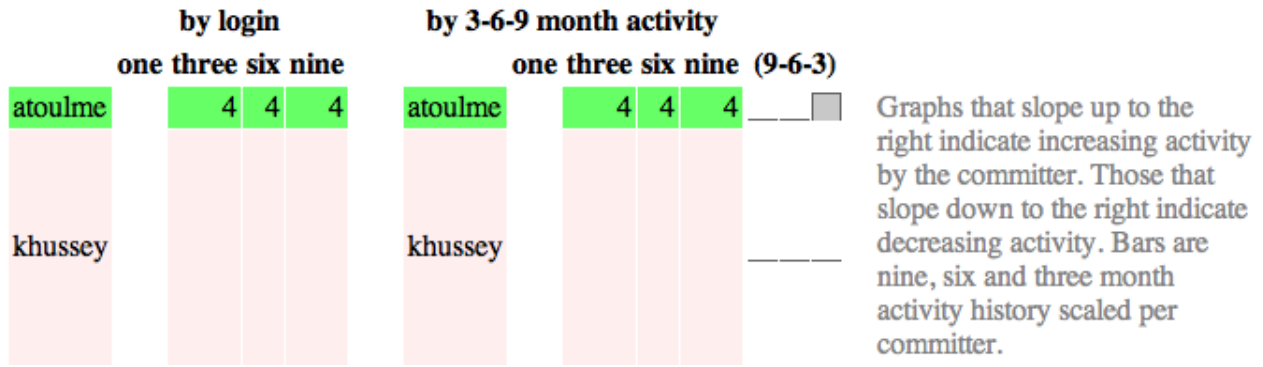 by login by 3-6-9 month activity
one three six nine one three six nine (9-6-3)
atoulme 4 4 4 atoulme 4 4 4
khussey khussey
Graphs that slope up to the
right indicate increasing activity
by the committer. Those that
slope down to the right indicate
decreasing activity. Bars are
nine, six and three month
activity history scaled per
committer.